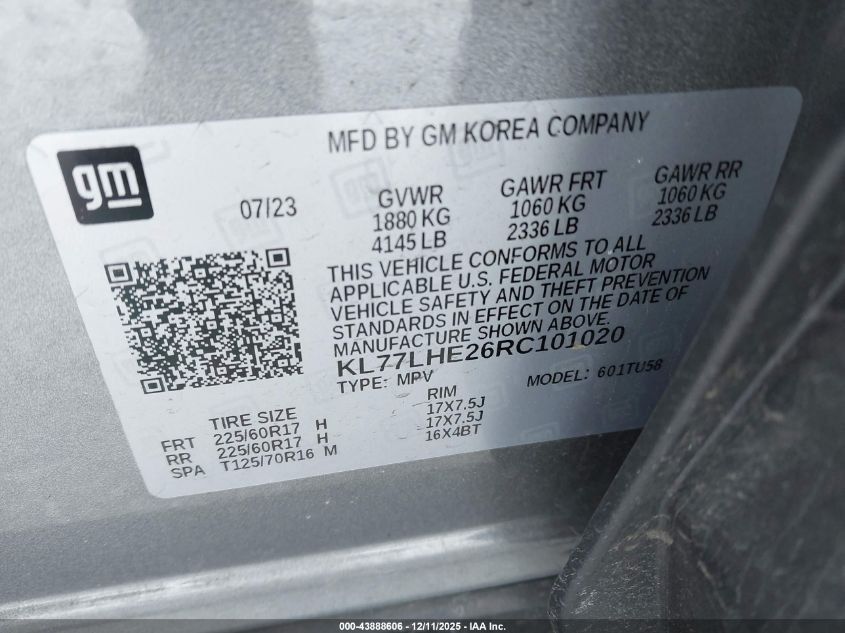 MFD BY GM KOREA COMPANY
gm
07/23
GVWR
1880 KG
4145 LB
GAWR FRT
1060 KG
2336 LB
GAWR RR
1060 KG
2336 LB
THIS VEHICLE CONFORMS TO ALL
APPLICABLE U.S. FEDERAL MOTOR
VEHICLE SAFETY AND THEFT PREVENTION
STANDARDS IN EFFECT ON THE DATE OF
MANUFACTURE SHOWN ABOVE.
KL77LHE26RC101020
TYPE: MPV
MODEL: 601TU58
TIRE SIZE
RIM
FRT 225/60R17 H 17X7.5J
RR 225/60R17 H 17X7.5J
SPA T125/70R16 M 16X4BT
000-43888606 - 12/11/2025 - IAA Inc.